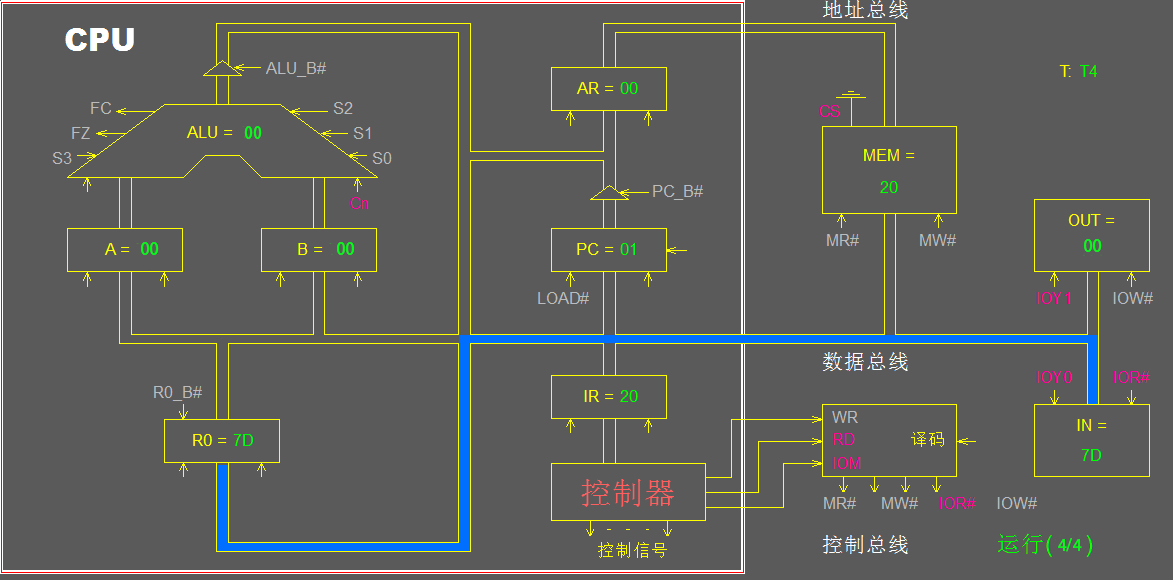 地址总线
CPU
ALU_B#
T: T4
AR = 00
FC
S2
CS
ALU = 00
FZ
S1
S3
S0
MEM =
20
PC_B#
Cn
OUT =
00
MR#
MW#
A = 00
B = 00
PC = 01
LOAD#
IOY1
IOW#
数据总线
IOY0
IOR#
R0_B#
IR = 20
WR
IN =
R0 = 7D
RD
译码
7D
IOM
控制器
MR#
MW#
IOR#
IOW#
- - -
控制信号
控制总线
运行( 4/4 )